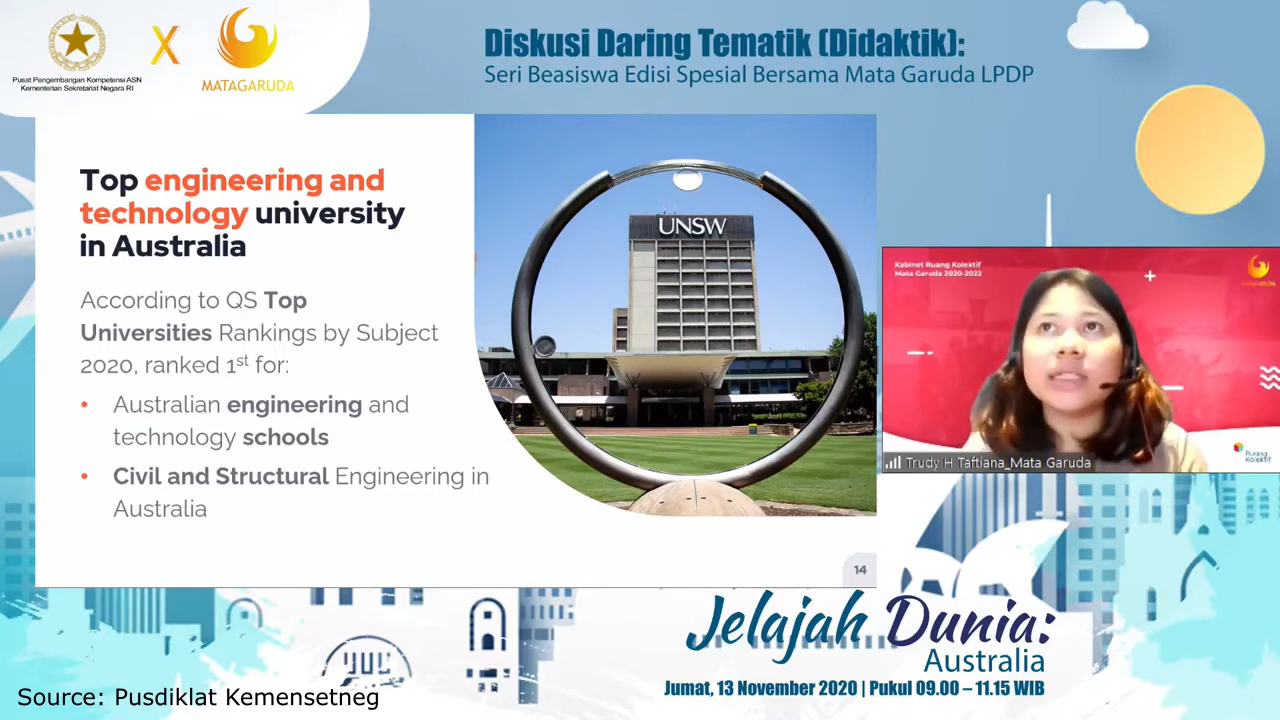 Pusat Pengembangan Kompetensi ASN
Kementerian Sekretariat Negara RI
X
MATAGARUDA
Diskusi Daring Tematik (Didaktik):
Seri Beasiswa Edisi Spesial Bersama Mata Garuda LPDP
Top engineering and
technology university
in Australia
According to QS Top
Universities Rankings by Subject
2020, ranked 1st for:
• Australian engineering and
technology schools
• Civil and Structural Engineering in
Australia
UNSW
14
Kabinet Ruang Kolektif
Mata Garuda 2020-2022
MATAGARUDA
Ruang
Kolektif
Trudy H Taftiana_Mata Garuda
Jelajah Dunia:
Australia
Jumat, 13 November 2020 | Pukul 09.00 – 11.15 WIB
Source: Pusdiklat Kemensetneg